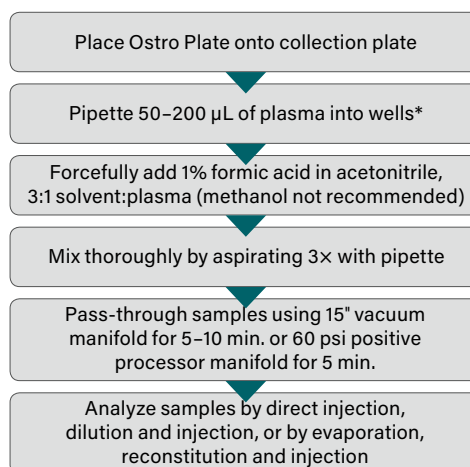 Place Ostro Plate onto collection plate
Pipette 50–200 µL of plasma into wells*
Forcefully add 1% formic acid in acetonitrile,
3:1 solvent:plasma (methanol not recommended)
Mix thoroughly by aspirating 3× with pipette
Pass-through samples using 15" vacuum
manifold for 5–10 min. or 60 psi positive
processor manifold for 5 min.
Analyze samples by direct injection,
dilution and injection, or by evaporation,
reconstitution and injection